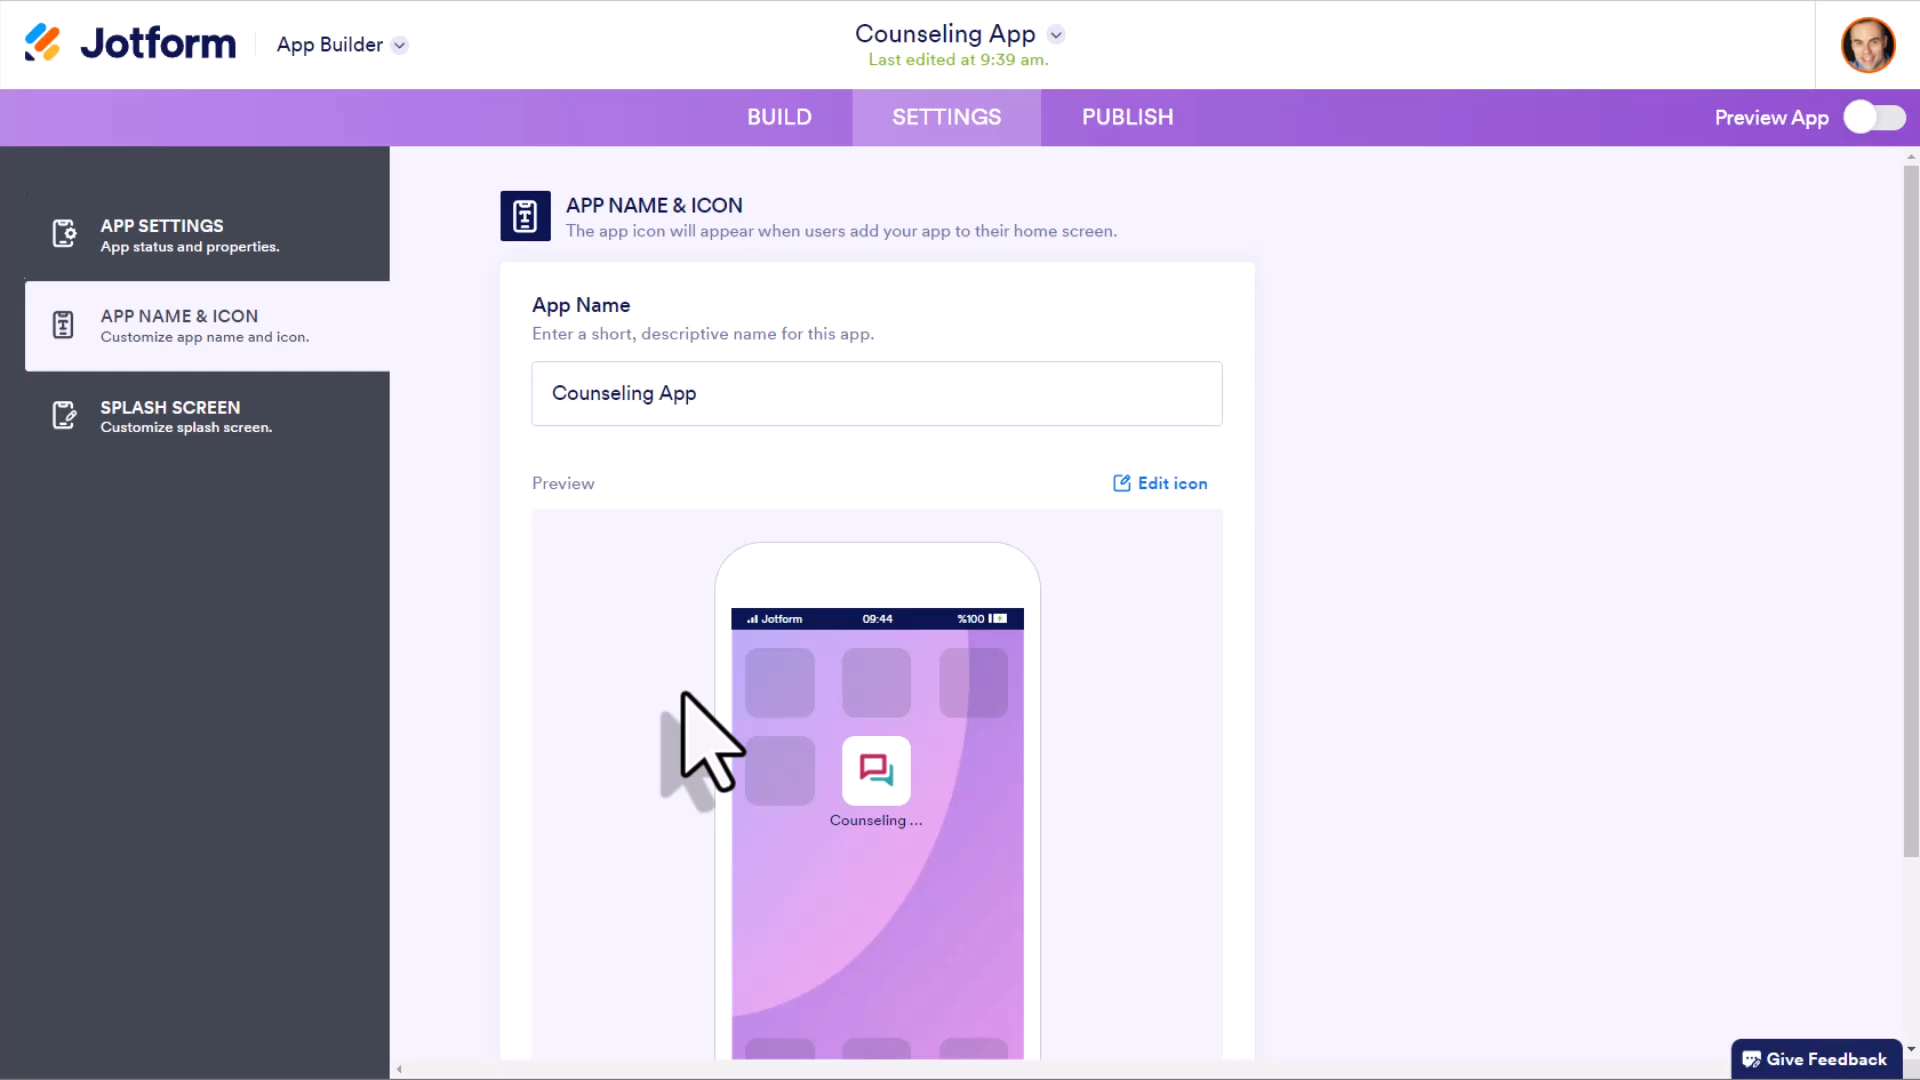 Jotform
App Builder
Counseling App
Last edited at 9:39 am.
BUILD
SETTINGS
PUBLISH
Preview App
APP SETTINGS
App status and properties.
APP NAME & ICON
Customize app name and icon.
SPLASH SCREEN
Customize splash screen.
APP NAME & ICON
The app icon will appear when users add your app to their home screen.
App Name
Enter a short, descriptive name for this app.
Counseling App
Preview
Edit icon
Jotform 09:44 %100
Counseling ...
Give Feedback